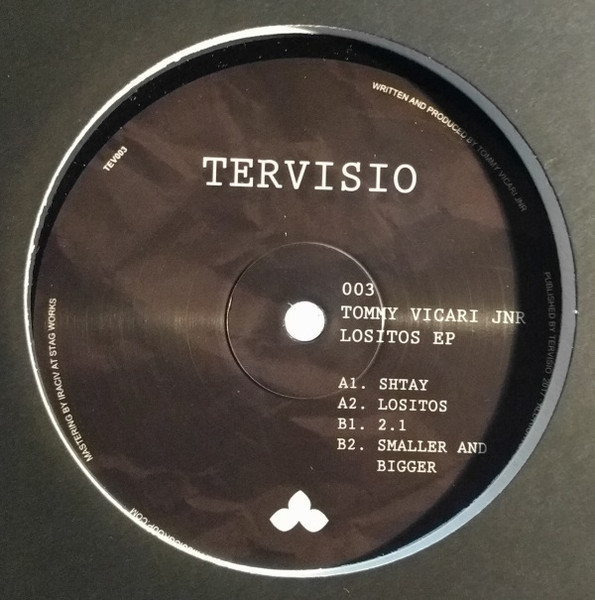 WRITTEN AND PRODUCED BY TOMMY VICARI JNR
TEV003
TERVISIO
003
TOMMY VICARI JNR
LOSITOS EP
A1. SHTAY
A2. LOSITOS
B1. 2.1
B2. SMALLER AND
BIGGER
PUBLISHED BY TERVISIO 2017
MASTERING BY IRACIV AT STAG WORKS